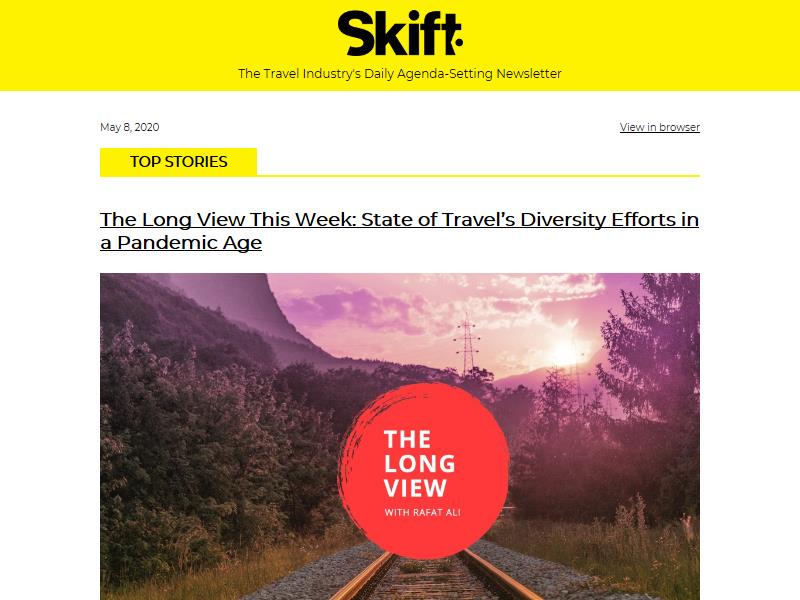 Skift
The Travel Industry's Daily Agenda-Setting Newsletter
May 8, 2020
View in browser
TOP STORIES
The Long View This Week: State of Travel’s Diversity Efforts in
a Pandemic Age
THE
LONG
VIEW
WITH RAFAT ALI